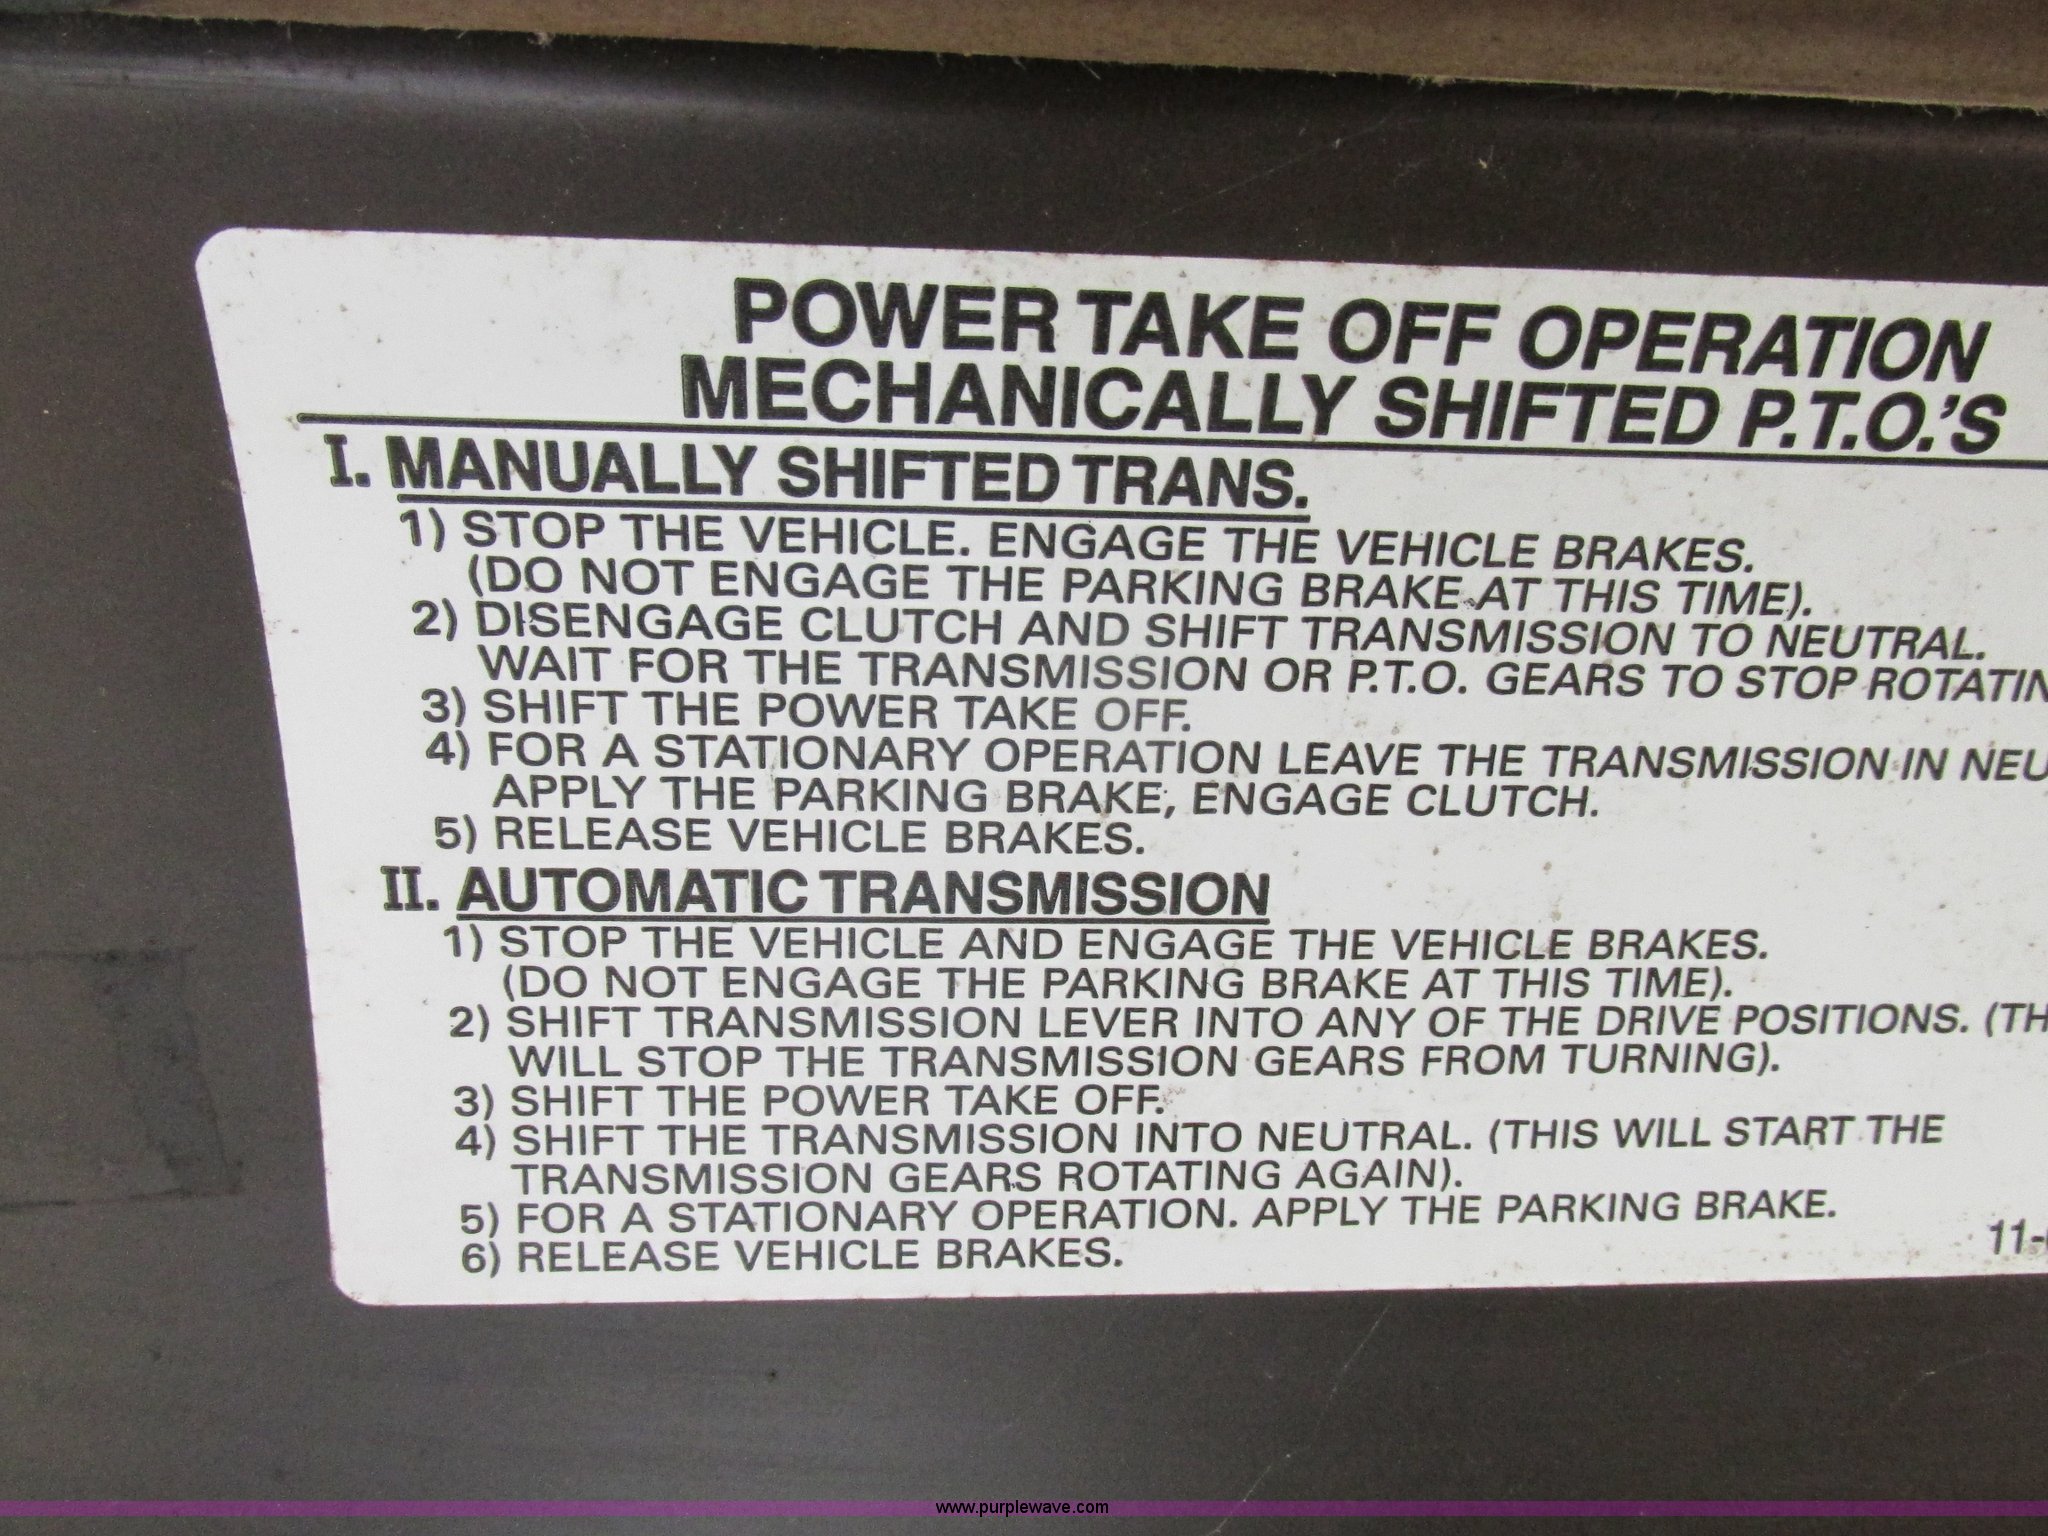 POWER TAKE OFF OPERATION
MECHANICALLY SHIFTED P.T.O.'S
I. MANUALLY SHIFTED TRANS.
1) STOP THE VEHICLE. ENGAGE THE VEHICLE BRAKES.
(DO NOT ENGAGE THE PARKING BRAKE AT THIS TIME).
2) DISENGAGE CLUTCH AND SHIFT TRANSMISSION TO NEUTRAL.
WAIT FOR THE TRANSMISSION OR P.T.O. GEARS TO STOP
3) SHIFT THE POWER TAKE OFF.
4) FOR A STATIONARY OPERATION LEAVE THE TRANSMISSION IN
APPLY THE PARKING BRAKE, ENGAGE CLUTCH.
5) RELEASE VEHICLE BRAKES.
II. AUTOMATIC TRANSMISSION
1) STOP THE VEHICLE AND ENGAGE THE VEHICLE BRAKES.
(DO NOT ENGAGE THE PARKING BRAKE AT THIS TIME).
2) SHIFT TRANSMISSION LEVER INTO ANY OF THE DRIVE POSITIONS.
WILL STOP THE TRANSMISSION GEARS FROM TURNING).
3) SHIFT THE POWER TAKE OFF.
4) SHIFT THE TRANSMISSION INTO NEUTRAL. (THIS WILL START THE
TRANSMISSION GEARS ROTATING AGAIN).
5) FOR A STATIONARY OPERATION. APPLY THE PARKING BRAKE.
6) RELEASE VEHICLE BRAKES.
www.purplewave.com